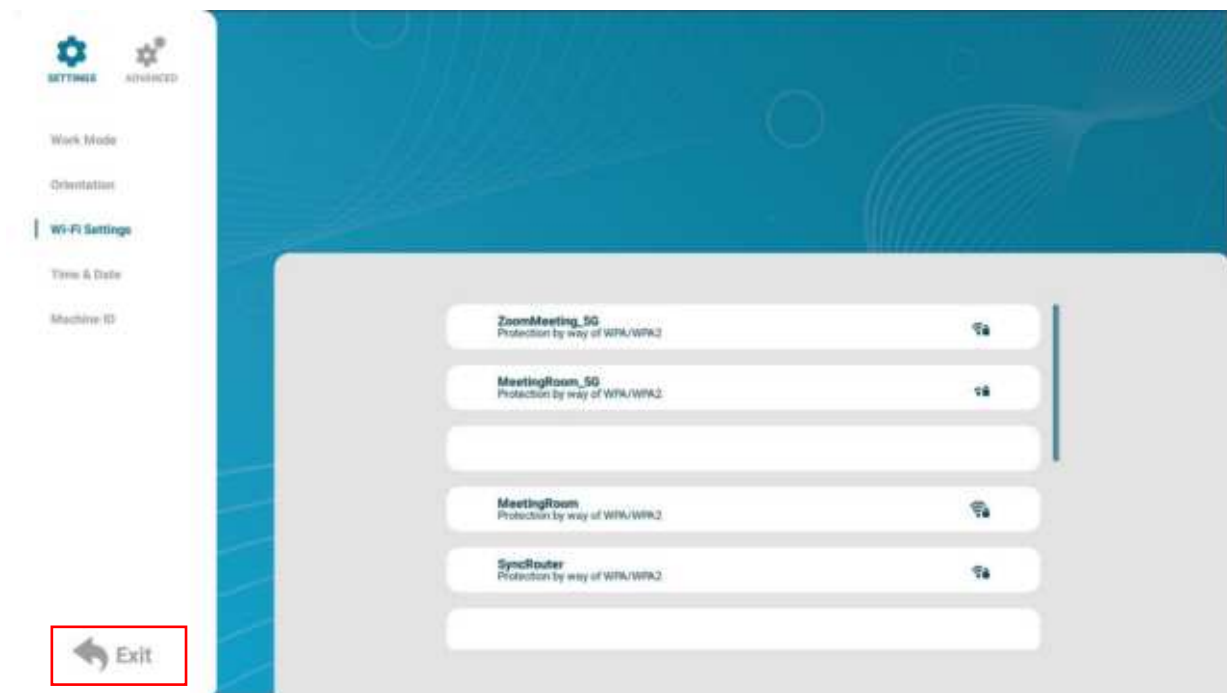 SETTINGS
ADVANCED
Work Mode
Orientation
Wi-Fi Settings
Time & Date
Machine ID
Exit
ZoomMeeting_5G
Protection by way of WPA/WPA2
MeetingRoom_5G
Protection by way of WPA/WPA2
MeetingRoom
Protection by way of WPA/WPA2
SyncRouter
Protection by way of WPA/WPA2